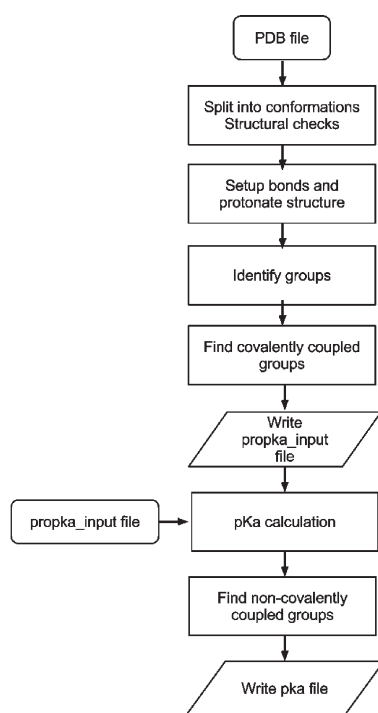 PDB file
Split into conformations
Structural checks
Setup bonds and
protonate structure
Identify groups
Find covalently coupled
groups
Write
propka_input
file
propka_input file
pKa calculation
Find non-covalently
coupled groups
Write pka file